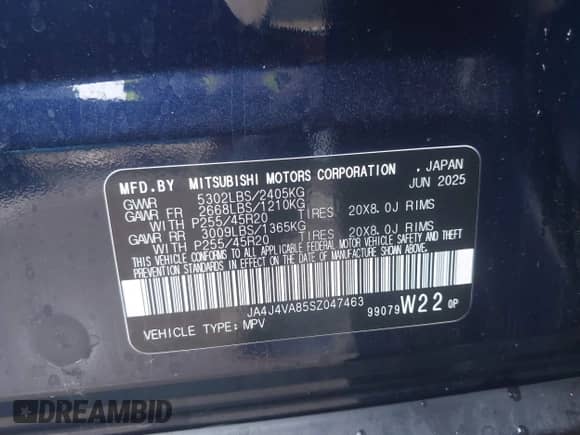 MFD.BY MITSUBISHI MOTORS CORPORATION . JAPAN
JUN 2025
GVWR 5302LBS/2405KG
GAWR FR 2668LBS/1210KG
WITH P255/45R20 TIRES 20X8.0J RIMS
GAWR RR 3009LBS/1365KG
WITH P255/45R20 TIRES 20X8.0J RIMS
THIS VEHICLE CONFORMS TO ALL APPLICABLE FEDERAL MOTOR VEHICLE SAFETY AND THEFT
PREVENTION STANDARDS IN EFFECT ON THE DATE OF MANUFACTURE SHOWN ABOVE.
JA4J4VA85SZ047463
VEHICLE TYPE: MPV
99079 W22 OP
DREAMBID